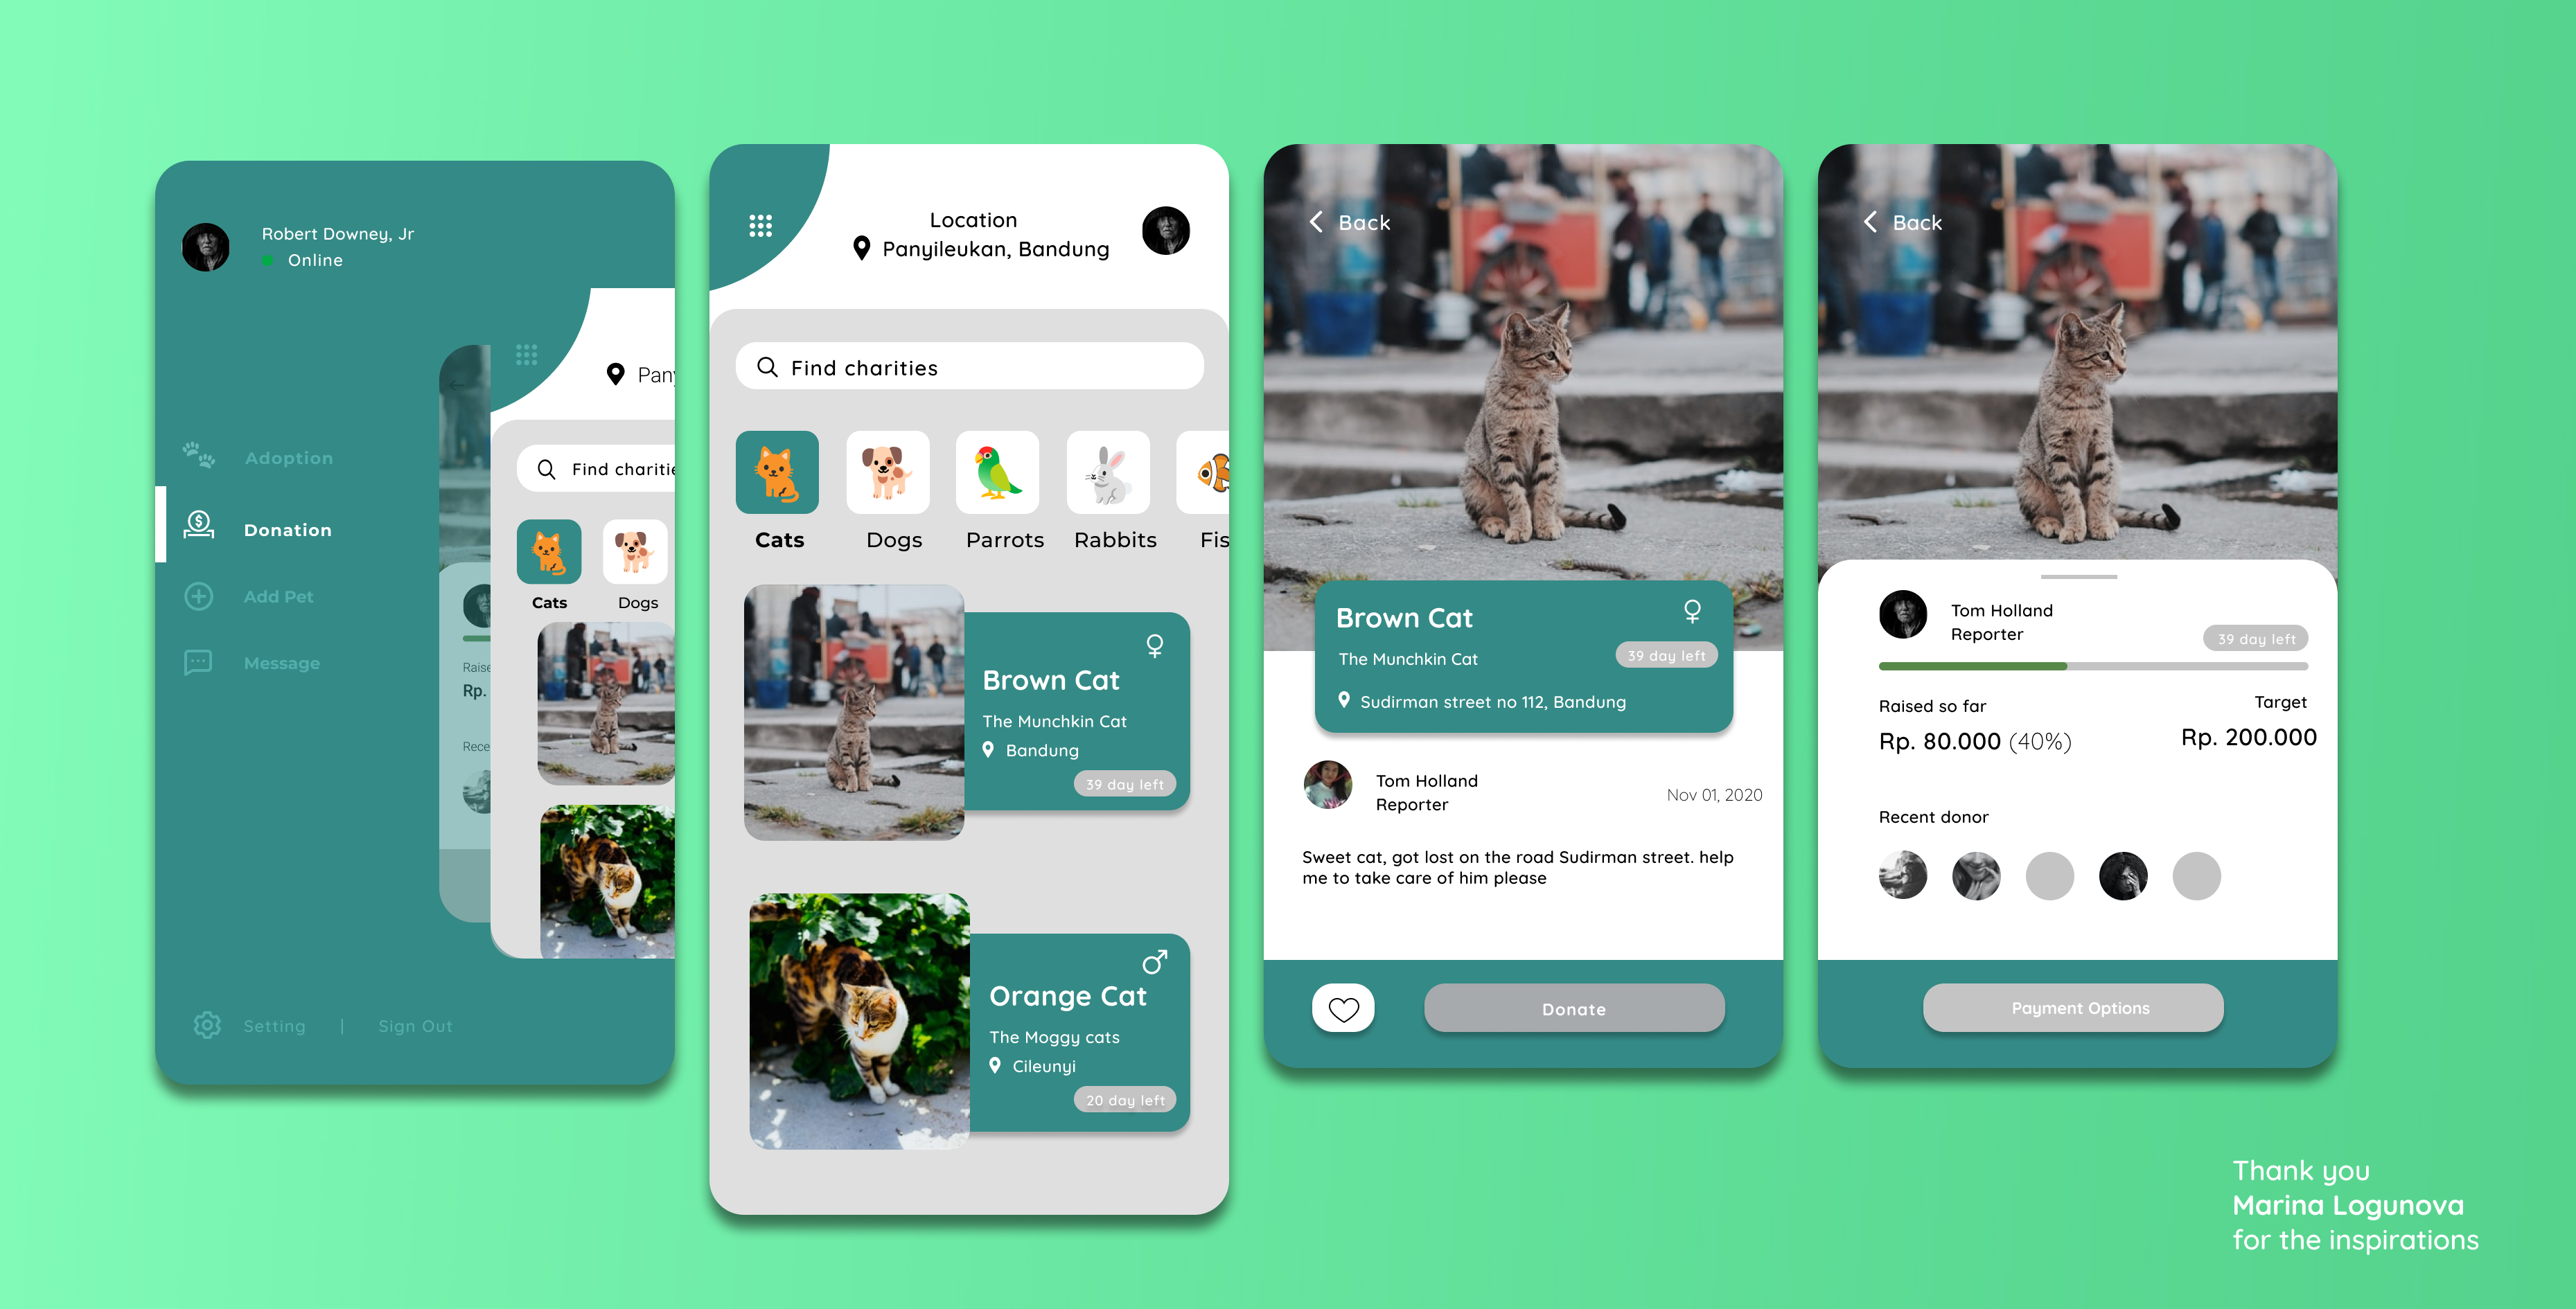 Robert Downey, Jr
Online
Adoption
Donation
Add Pet
Message
Setting | Sign Out
Find charitie
Cats
Dogs
Raise
Rp.
Rece
Location
Panyileukan, Bandung
Find charities
Cats
Dogs
Parrots
Rabbits
Fis
Brown Cat
The Munchkin Cat
Bandung
39 day left
Orange Cat
The Moggy cats
Cileunyi
20 day left
Back
Brown Cat
The Munchkin Cat
39 day left
Sudirman street no 112, Bandung
Tom Holland
Reporter
Nov 01, 2020
Sweet cat, got lost on the road Sudirman street. help
me to take care of him please
Donate
Back
Tom Holland
Reporter
39 day left
Raised so far
Target
Rp. 80.000 (40%)
Rp. 200.000
Recent donor
Payment Options
Thank you
Marina Logunova
for the inspirations